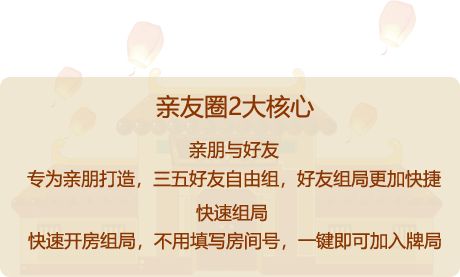 亲友圈2大核心
亲朋与好友
专为亲朋打造，三五好友自由组，好友组局更加快捷
快速组局
快速开房组局，不用填写房间号，一键即可加入牌局